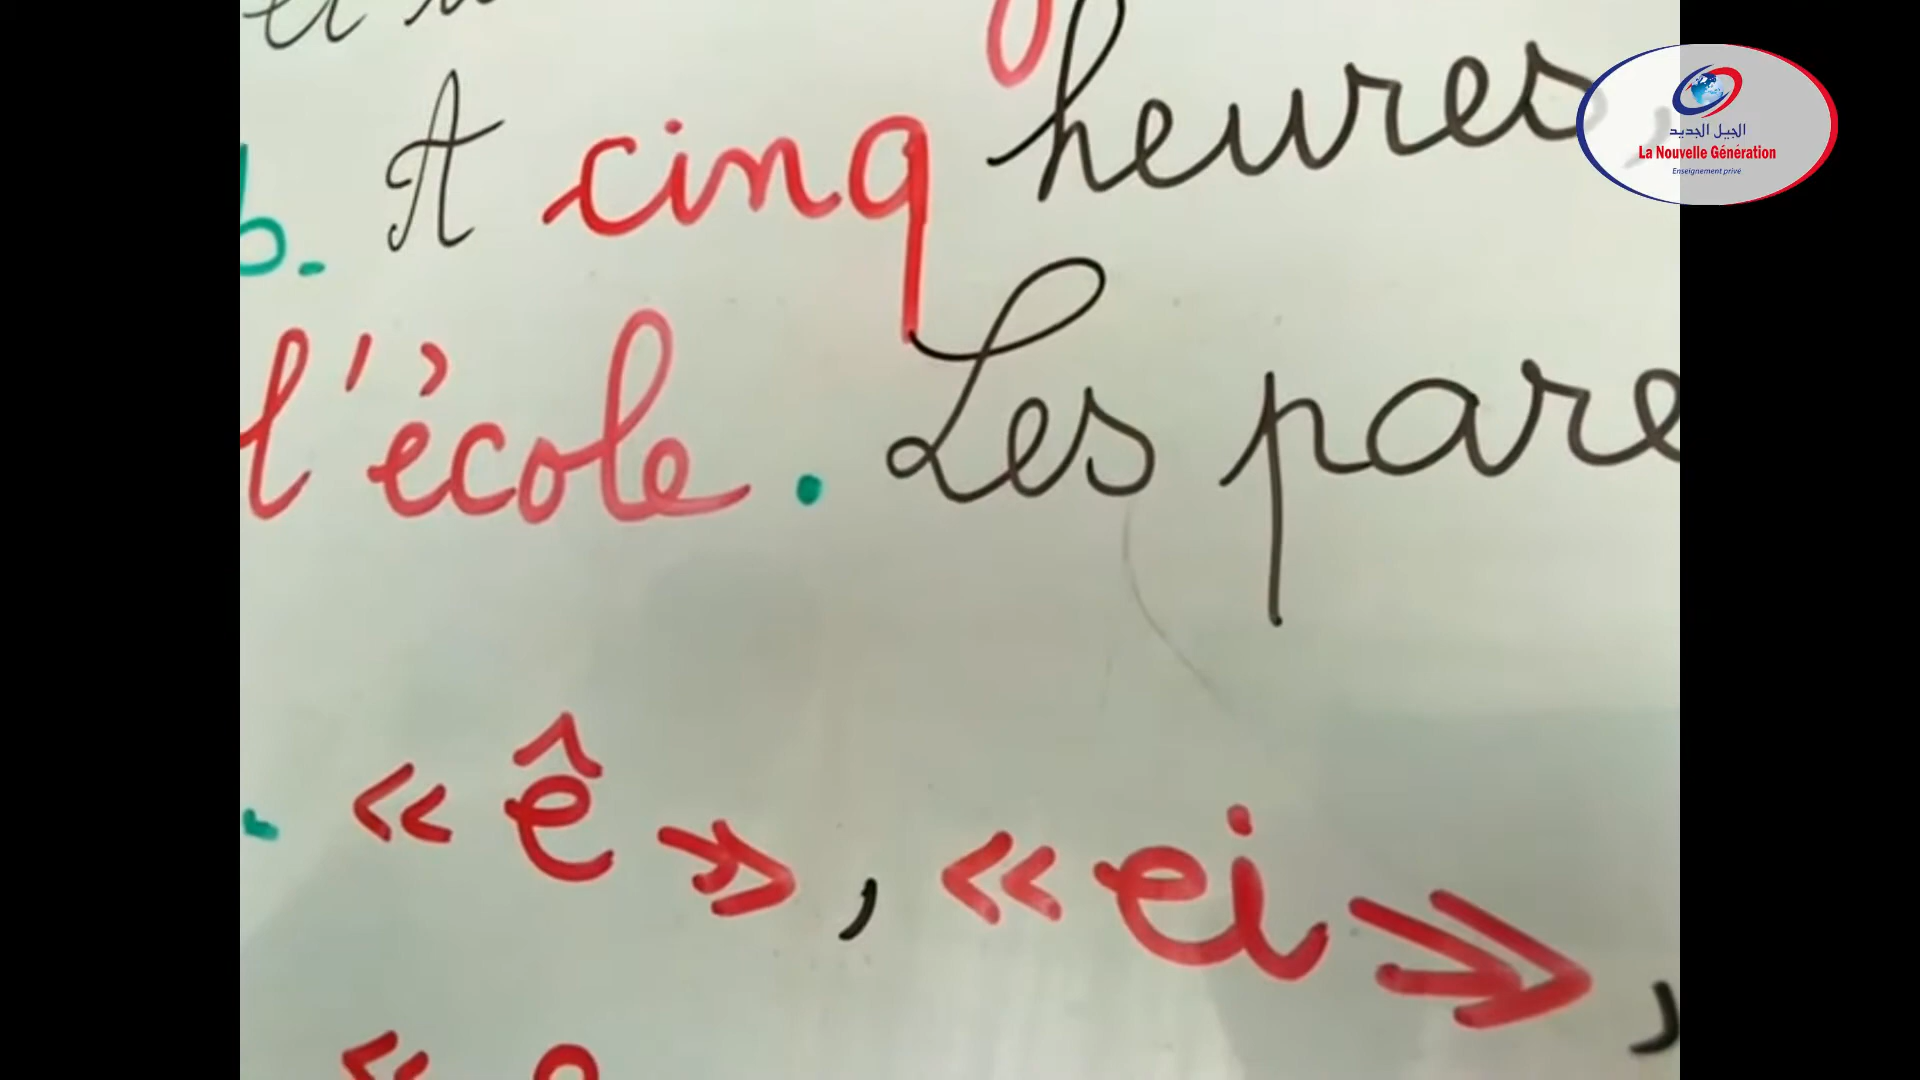 b. A cinq heures,
l'école. Les pare
« ê », « ei »,
الجيل الجديد
La Nouvelle Génération
Enseignement privé